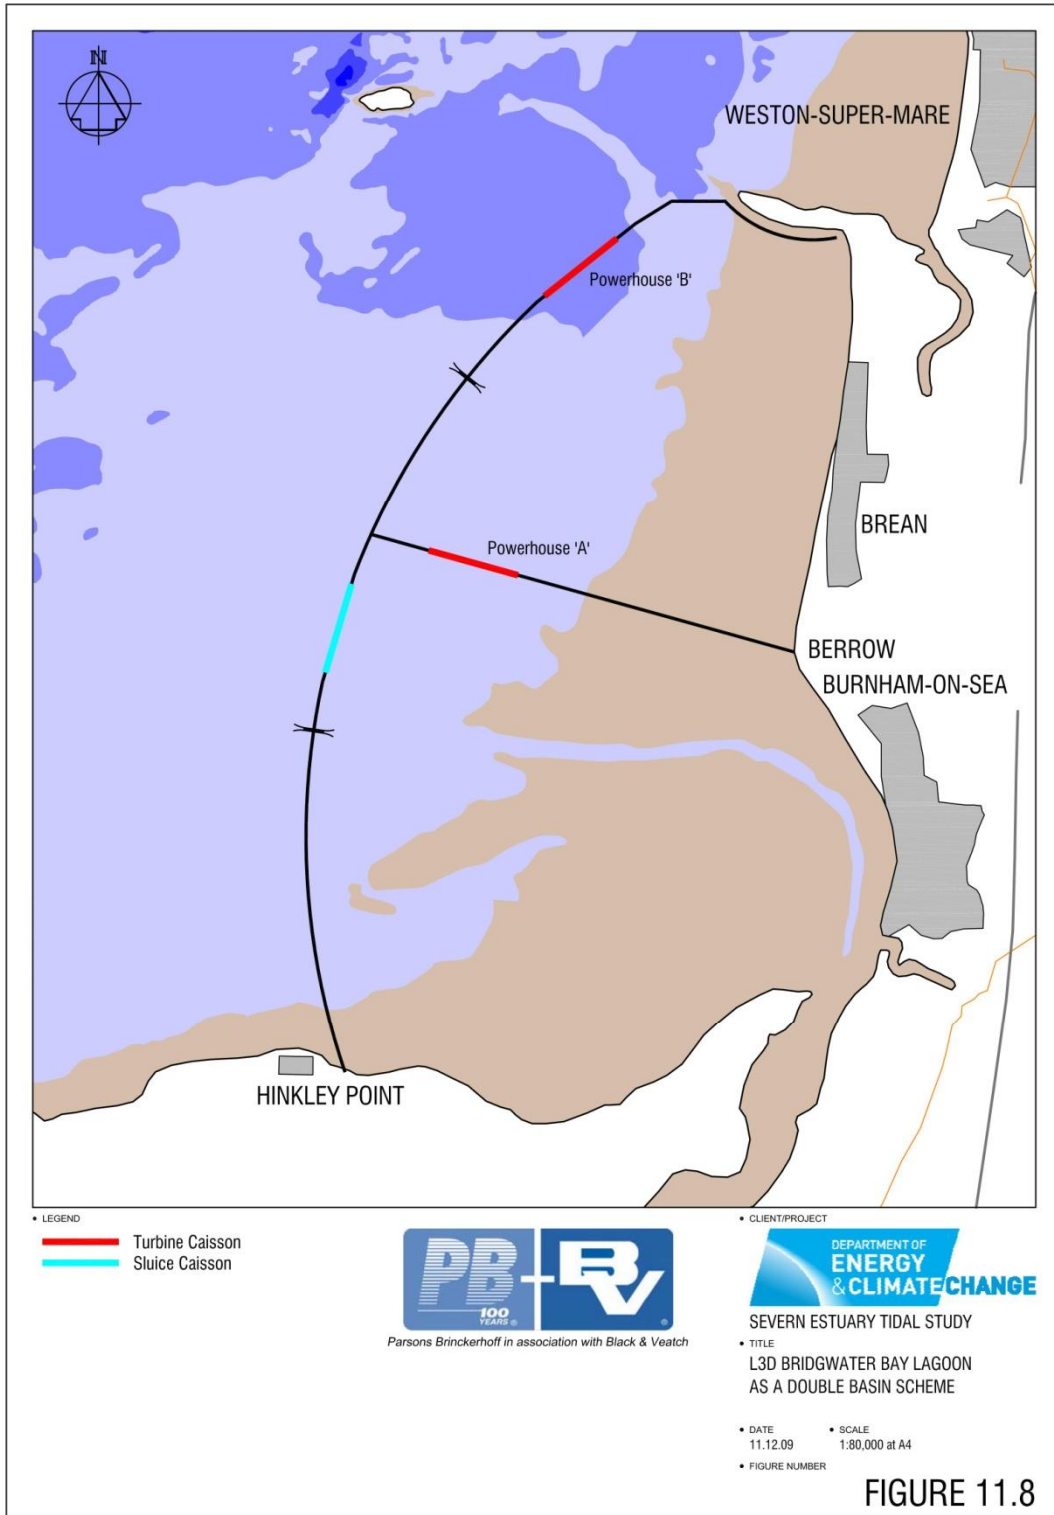 N
WESTON-SUPER-MARE
Powerhouse 'B'
Powerhouse 'A'
BREAN
BERROW
BURNHAM-ON-SEA
HINKLEY POINT
• LEGEND
Turbine Caisson
Sluice Caisson
PB
100
YEARS ®
+
BV
®
Parsons Brinckerhoff in association with Black & Veatch
• CLIENT/PROJECT
DEPARTMENT OF
ENERGY
& CLIMATE CHANGE
SEVERN ESTUARY TIDAL STUDY
• TITLE
L3D BRIDGWATER BAY LAGOON
AS A DOUBLE BASIN SCHEME
• DATE
11.12.09
• SCALE
1:80,000 at A4
• FIGURE NUMBER
FIGURE 11.8